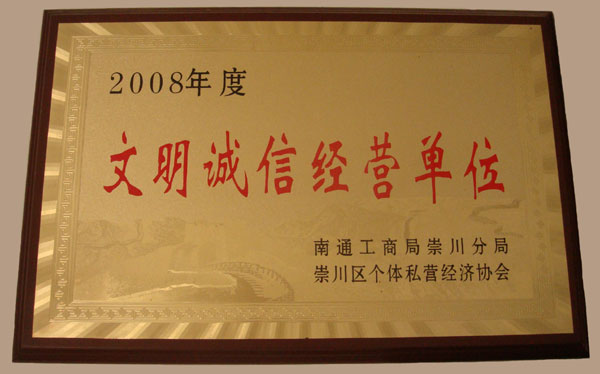 2008年度
文明诚信经营单位
南通工商局崇川分局
崇川区个体私营经济协会